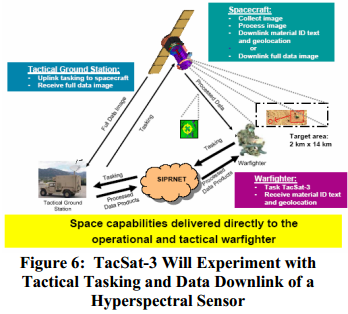 Spacecraft:
- Collect image
- Process image
- Downlink material ID text
and geolocation
or
- Downlink full data image
Tactical Ground Station:
- Uplink tasking to spacecraft
- Receive full data image
Full Data Image
Tasking
Processed Data
Target area:
2 km x 14 km
Warfighter
Tasking
Tasking
SIPRNET
Processed
Data Products
Processed
Data Products
Tactical Ground
Station
Warfighter:
- Task TacSat-3
- Receive material ID text
and geolocation
Space capabilities delivered directly to the
operational and tactical warfighter
Figure 6: TacSat-3 Will Experiment with
Tactical Tasking and Data Downlink of a
Hyperspectral Sensor